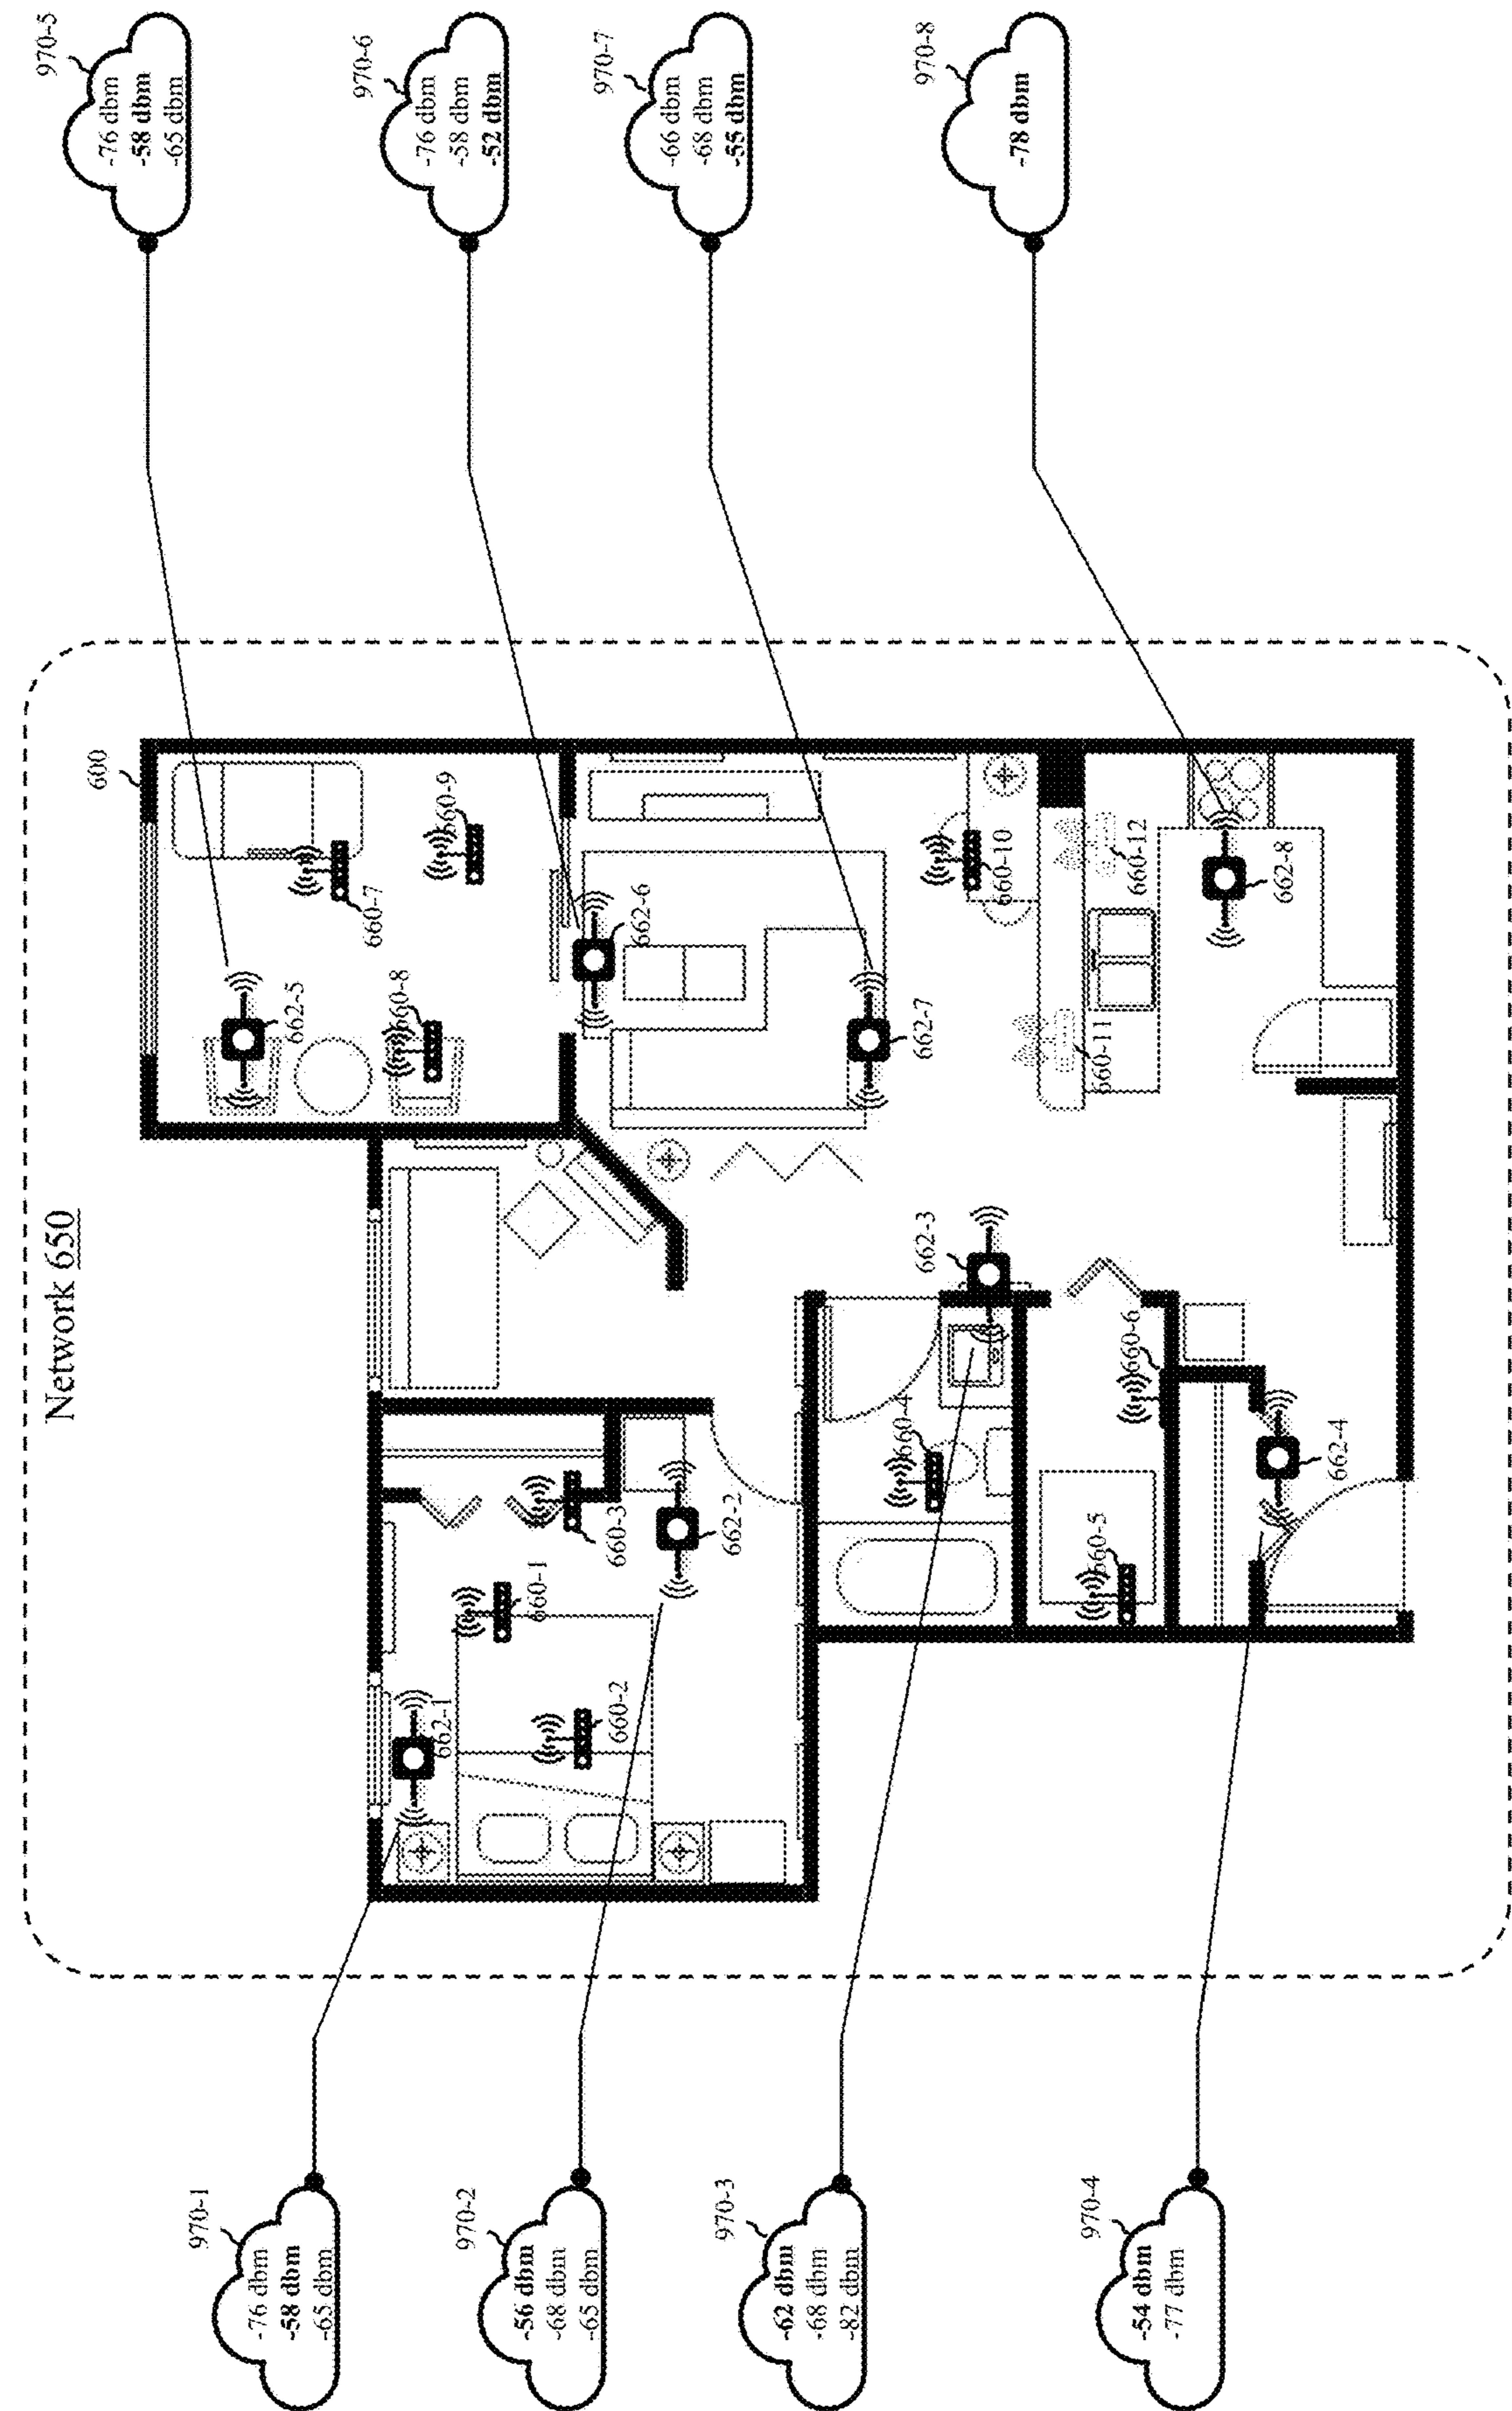 Network 650
600
970-1
-76 dbm
-58 dbm
-65 dbm
970-2
-56 dbm
-68 dbm
-65 dbm
970-3
-62 dbm
-68 dbm
-82 dbm
970-4
-54 dbm
-77 dbm
970-5
-76 dbm
-58 dbm
-65 dbm
970-6
-76 dbm
-58 dbm
-52 dbm
970-7
-66 dbm
-68 dbm
-55 dbm
970-8
-78 dbm
662-1
660-1
660-2
660-3
662-2
662-3
660-4
660-5
660-6
662-4
662-5
660-7
660-8
660-9
662-6
662-7
660-10
660-11
660-12
662-8